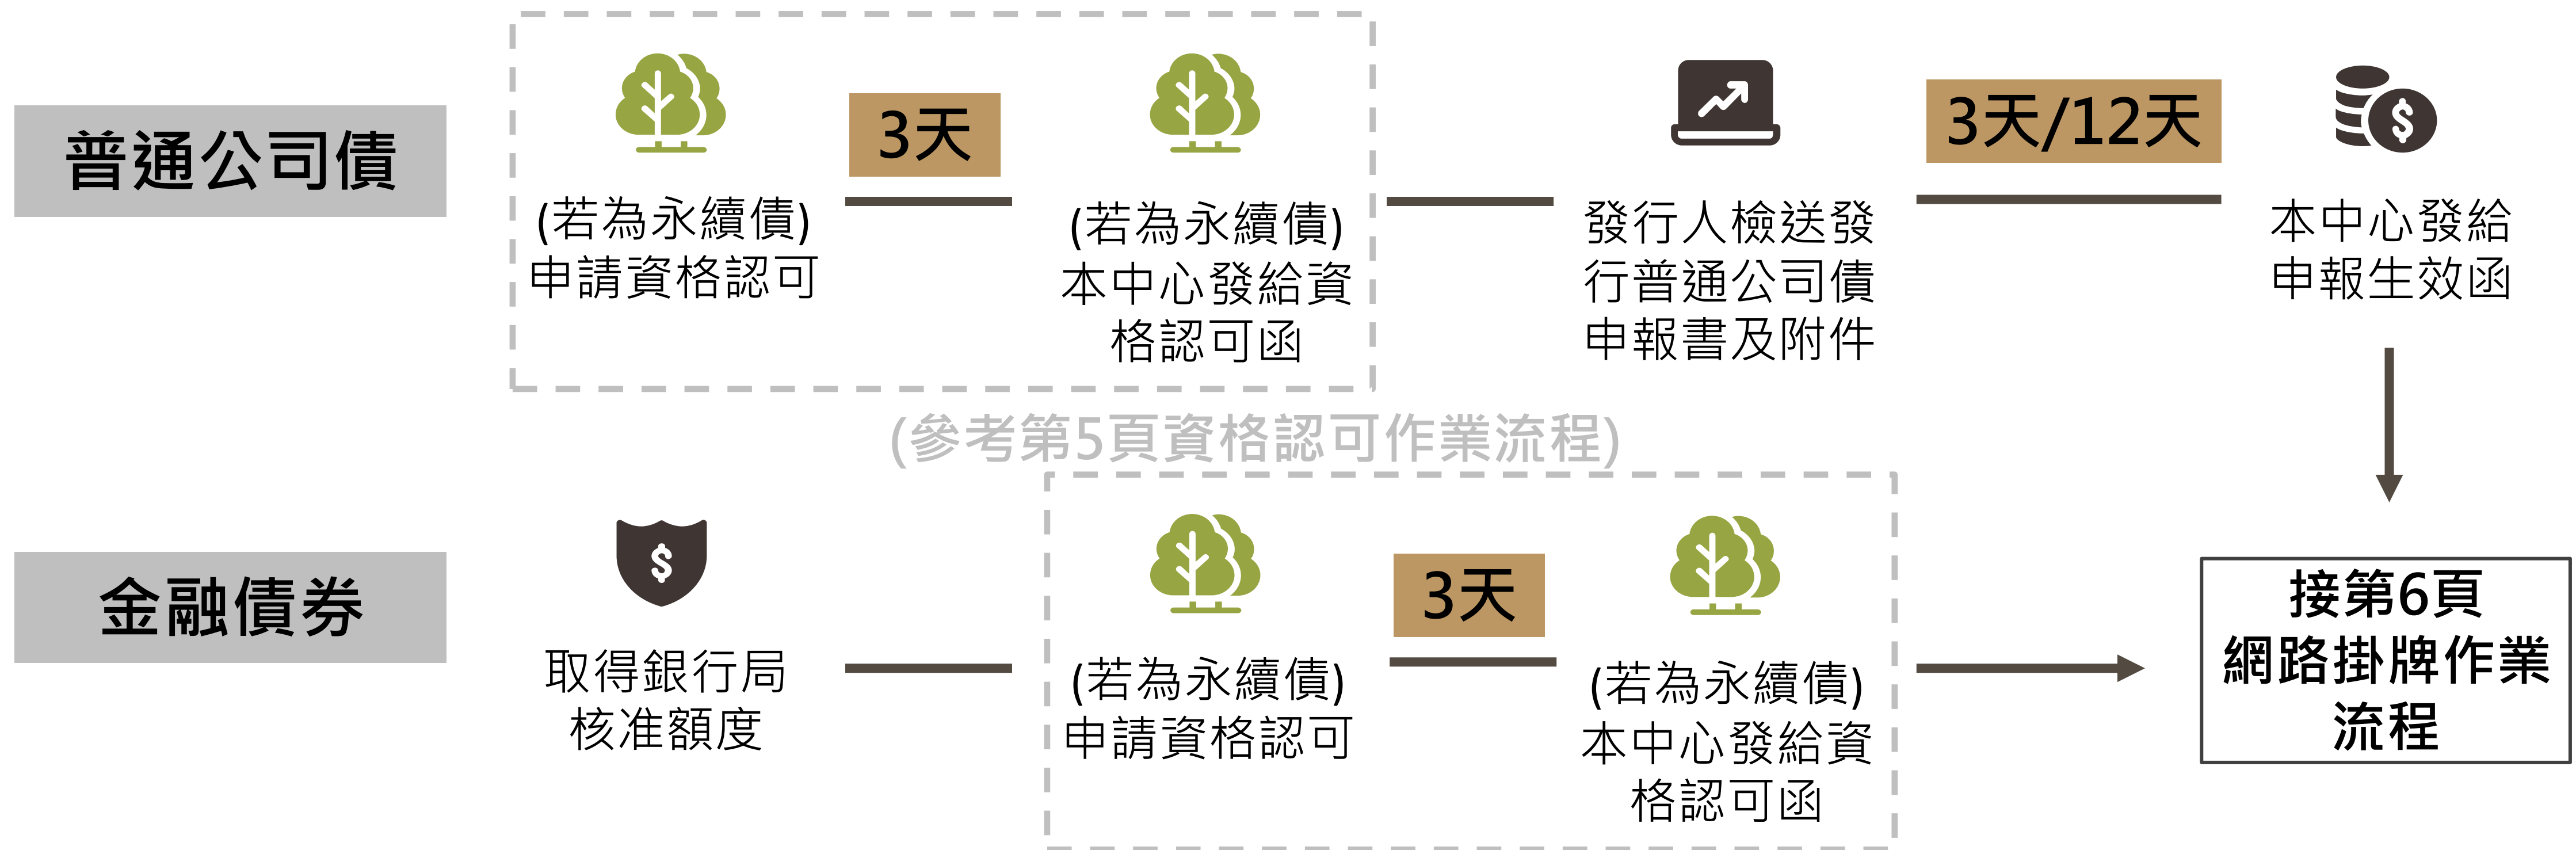 普通公司債
(若為永續債)
申請資格認可
3天
(若為永續債)
本中心發給資
格認可函
發行人檢送發
行普通公司債
申報書及附件
3天/12天
本中心發給
申報生效函
(參考第5頁資格認可作業流程)
金融債券
取得銀行局
核准額度
(若為永續債)
申請資格認可
3天
(若為永續債)
本中心發給資
格認可函
接第6頁
網路掛牌作業
流程